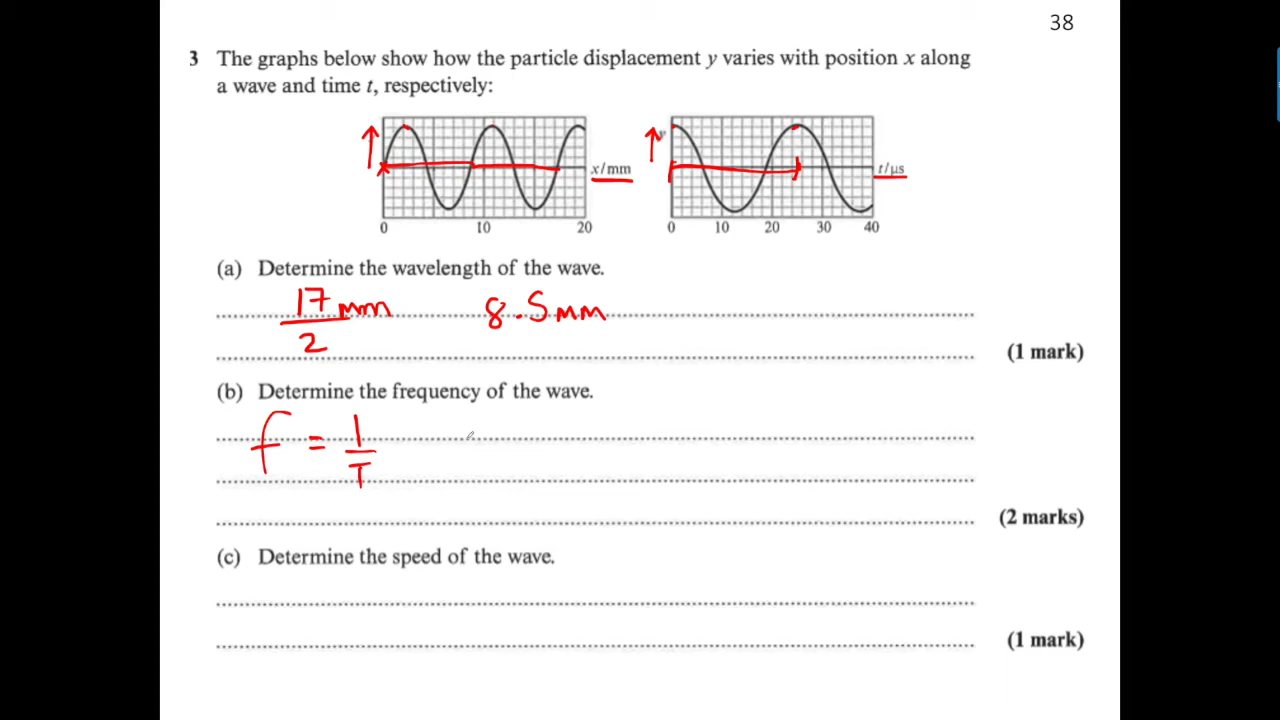 38
3 The graphs below show how the particle displacement y varies with position x along
a wave and time t, respectively:
y
x/mm
t/µs
0 10 20
0 10 20 30 40
(a) Determine the wavelength of the wave.
17 mm 8.5mm
2
(1 mark)
(b) Determine the frequency of the wave.
f = 1
T
(2 marks)
(c) Determine the speed of the wave.
(1 mark)